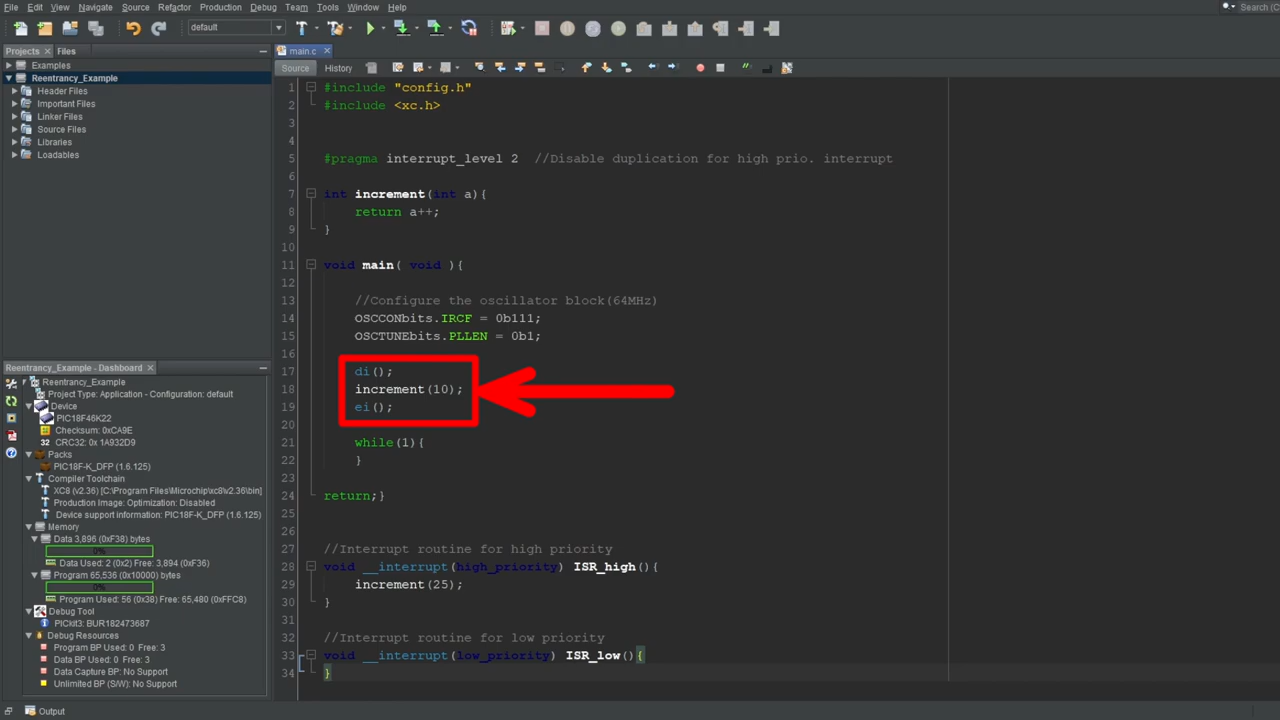 File Edit View Navigate Source Refactor Production Debug Team Tools Window Help
Search (C
default
Projects Files
main.c
Examples
Reentrancy_Example
Header Files
Important Files
Linker Files
Source Files
Libraries
Loadables
Source History
1 #include "config.h"
2 #include <xc.h>
3
4
5 #pragma interrupt_level 2 //Disable duplication for high prio. interrupt
6
7 int increment(int a){
8 return a++;
9 }
10
11 void main( void ){
12
13 //Configure the oscillator block(64MHz)
14 OSCCONbits.IRCF = 0b111;
15 OSCTUNEbits.PLLEN = 0b1;
16
17 di();
18 increment(10);
19 ei();
20
21 while(1){
22 }
23
24 return;}
25
26
27 //Interrupt routine for high priority
28 void __interrupt(high_priority) ISR_high(){
29 increment(25);
30 }
31
32 //Interrupt routine for low priority
33 void __interrupt(low_priority) ISR_low(){
34 }
Reentrancy_Example - Dashboard
Reentrancy_Example
Project Type: Application - Configuration: default
Device
PIC18F46K22
Checksum: 0xCA9E
32 CRC32: 0x 1A932D9
Packs
PIC18F-K_DFP (1.6.125)
Compiler Toolchain
XC8 (v2.36) [C:\Program Files\Microchip\xc8\v2.36\bin]
Production Image: Optimization: Disabled
Device support information: PIC18F-K_DFP (1.6.125)
Memory
Data 3,896 (0xF38) bytes
0%
Data Used: 2 (0x2) Free: 3,894 (0xF36)
Program 65,536 (0x10000) bytes
0%
Program Used: 56 (0x38) Free: 65,480 (0xFFC8)
Debug Tool
PICkit3: BUR182473687
Debug Resources
Program BP Used: 0 Free: 3
Data BP Used: 0 Free: 3
Data Capture BP: No Support
Unlimited BP (S/W): No Support
Output